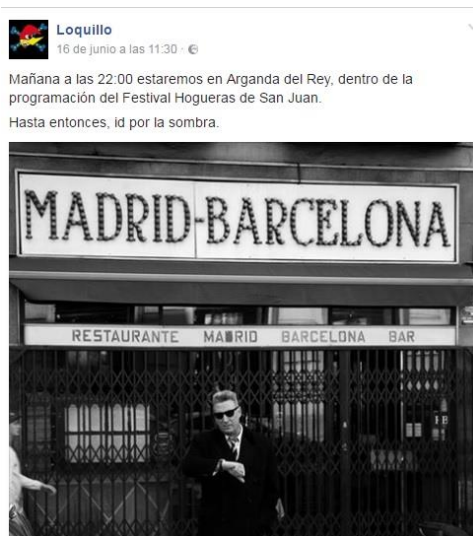 Loquillo
16 de junio a las 11:30 ·
Mañana a las 22:00 estaremos en Arganda del Rey, dentro de la
programación del Festival Hogueras de San Juan.
Hasta entonces, id por la sombra.
MADRID-BARCELONA
RESTAURANTE MADRID BARCELONA BAR